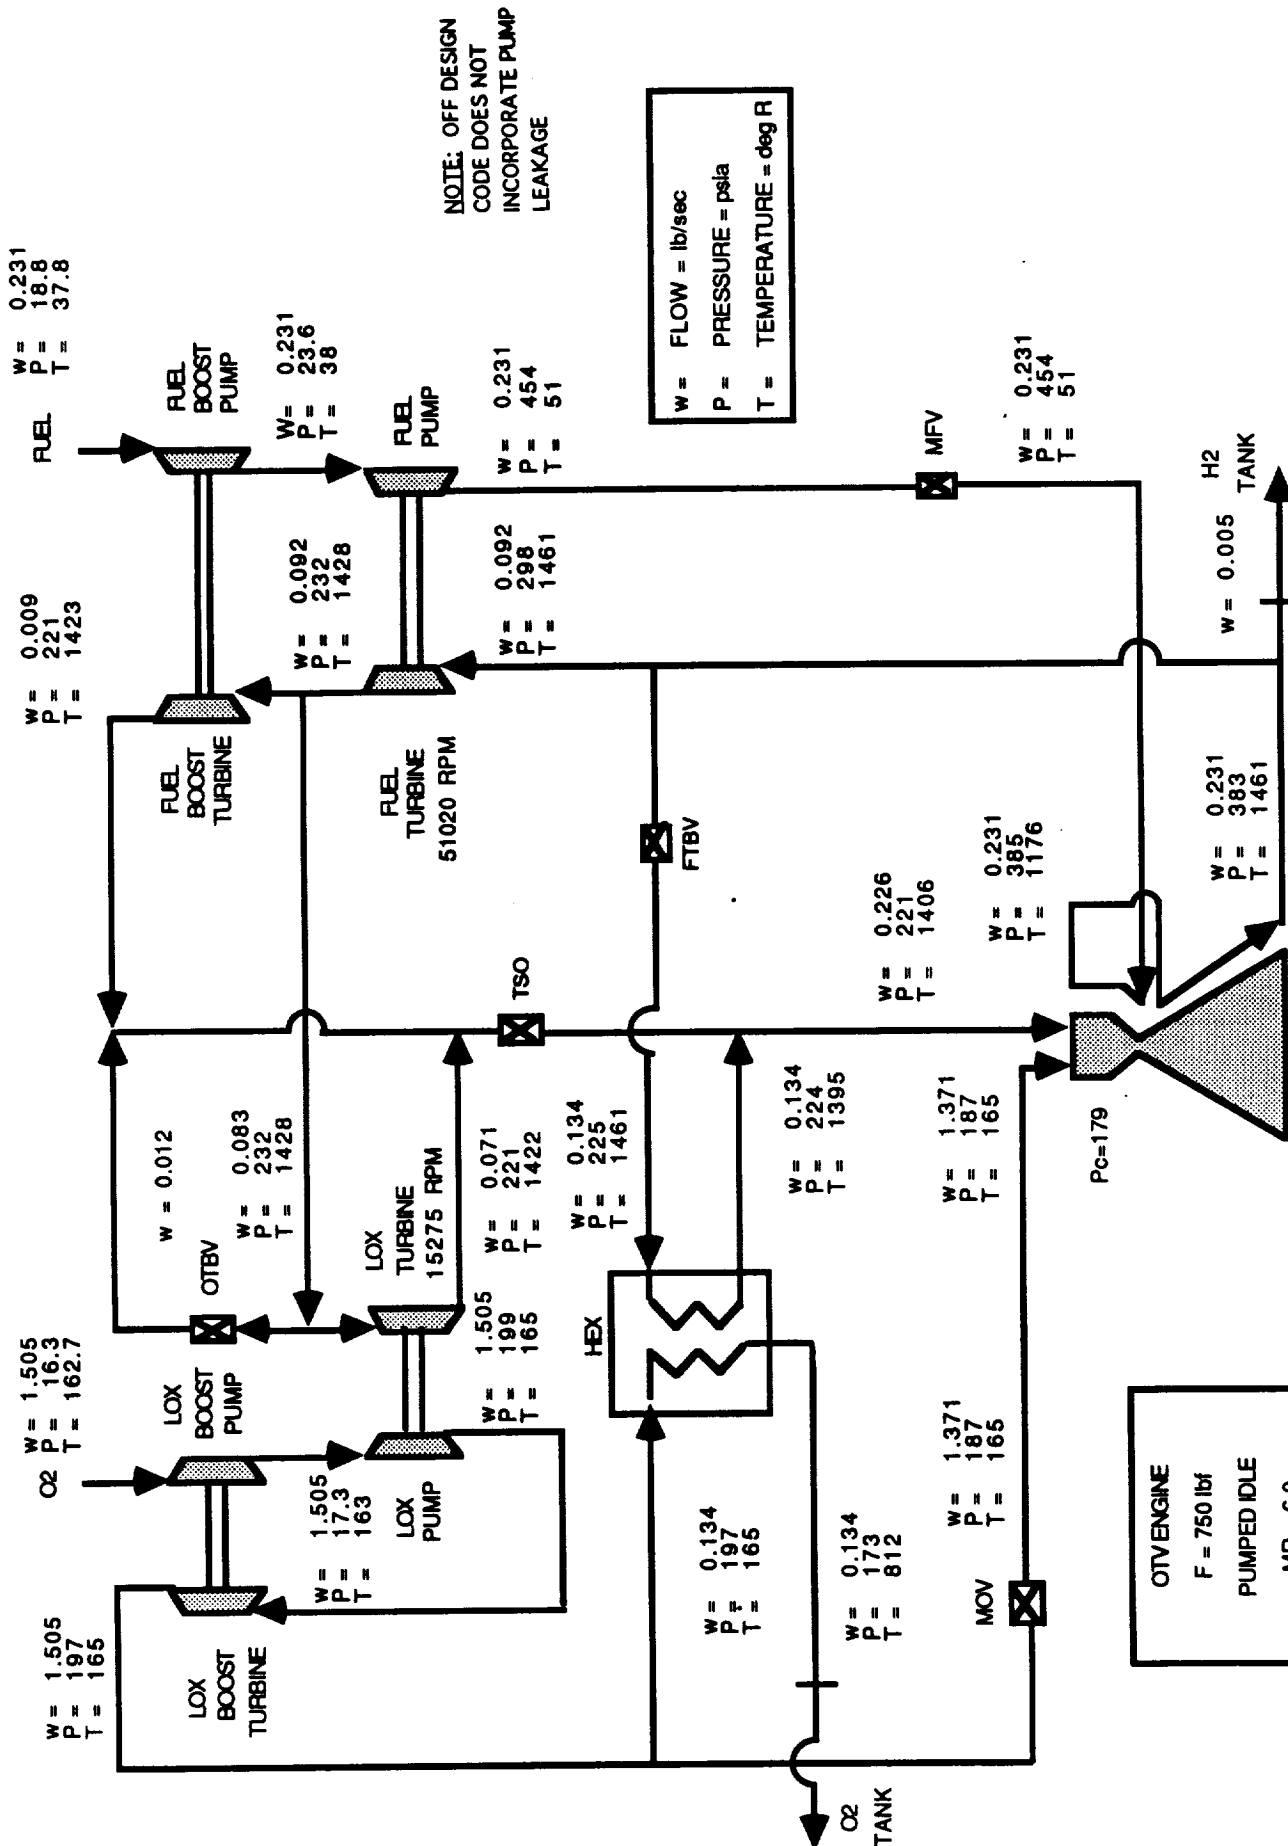 FUEL
W = 0.231
P = 18.8
T = 37.8
FUEL
BOOST
PUMP
W= 0.231
P = 23.6
T = 38
FUEL
PUMP
W = 0.231
P = 454
T = 51
NOTE: OFF DESIGN
CODE DOES NOT
INCORPORATE PUMP
LEAKAGE
W = FLOW = lb/sec
P = PRESSURE = psia
T = TEMPERATURE = deg R
MFV
W = 0.231
P = 454
T = 51
H2
TANK
W = 0.005
W = 0.009
P = 221
T = 1423
FUEL
BOOST
TURBINE
W = 0.092
P = 232
T = 1428
FUEL
TURBINE
51020 RPM
W = 0.092
P = 298
T = 1461
FTBV
W = 0.231
P = 385
T = 1176
W = 0.231
P = 383
T = 1461
W = 0.226
P = 221
T = 1406
TSO
W = 0.012
OTBV
W = 0.083
P = 232
T = 1428
LOX
TURBINE
15275 RPM
W = 0.071
P = 221
T = 1422
W = 0.134
P = 225
T = 1461
HEX
W = 0.134
P = 224
T = 1395
W = 1.371
P = 187
T = 165
Pc=179
O2
W = 1.505
P = 16.3
T = 162.7
LOX
BOOST
PUMP
W = 1.505
P = 17.3
T = 163
LOX
PUMP
W = 1.505
P = 199
T = 165
W = 1.505
P = 197
T = 165
LOX
BOOST
TURBINE
W = 0.134
P = 197
T = 165
W = 0.134
P = 173
T = 812
O2
TANK
MOV
W = 1.371
P = 187
T = 165
OTV ENGINE
F = 750 lbf
PUMPED IDLE